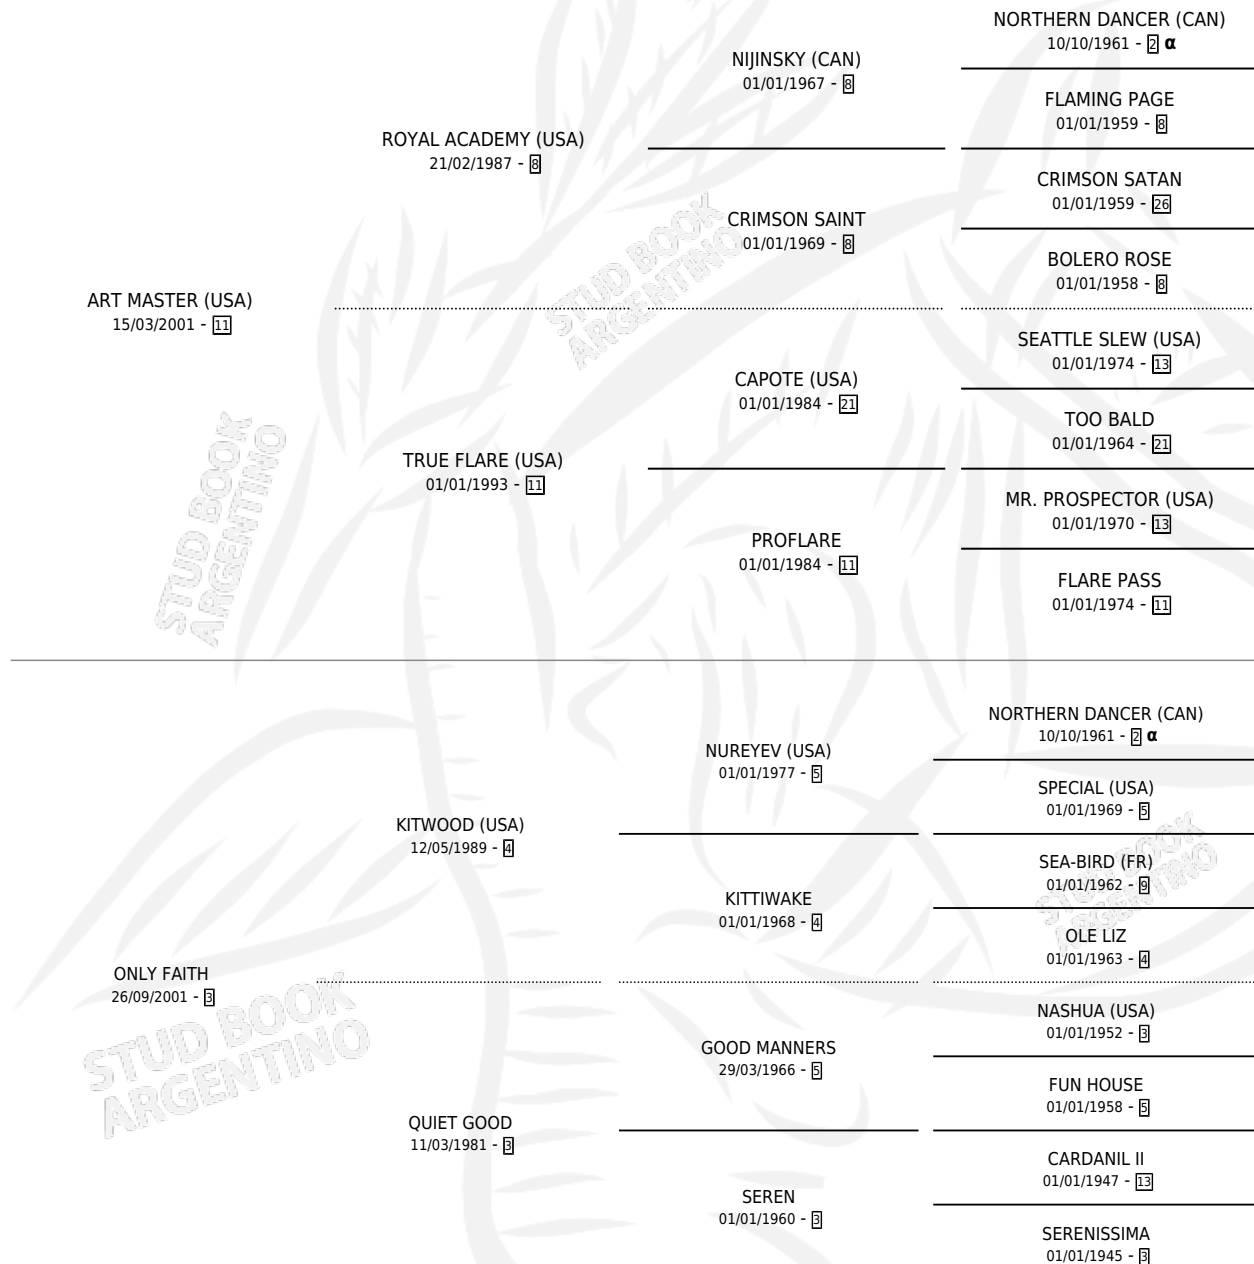 NORTHERN DANCER (CAN)
10/10/1961 - 2 α
NIJINSKY (CAN)
01/01/1967 - 8
FLAMING PAGE
01/01/1959 - 8
ROYAL ACADEMY (USA)
21/02/1987 - 8
CRIMSON SATAN
01/01/1959 - 26
CRIMSON SAINT
01/01/1969 - 8
BOLERO ROSE
01/01/1958 - 8
ART MASTER (USA)
15/03/2001 - 11
SEATTLE SLEW (USA)
01/01/1974 - 13
CAPOTE (USA)
01/01/1984 - 21
TOO BALD
01/01/1964 - 21
TRUE FLARE (USA)
01/01/1993 - 11
MR. PROSPECTOR (USA)
01/01/1970 - 13
PROFLARE
01/01/1984 - 11
FLARE PASS
01/01/1974 - 11
STUD BOOK
ARGENTINO
STUD BOOK
ARGENTINO
NORTHERN DANCER (CAN)
10/10/1961 - 2 α
NUREYEV (USA)
01/01/1977 - 5
SPECIAL (USA)
01/01/1969 - 5
KITWOOD (USA)
12/05/1989 - 4
SEA-BIRD (FR)
01/01/1962 - 9
KITTIWAKE
01/01/1968 - 4
OLE LIZ
01/01/1963 - 4
ONLY FAITH
26/09/2001 - 3
NASHUA (USA)
01/01/1952 - 3
GOOD MANNERS
29/03/1966 - 5
FUN HOUSE
01/01/1958 - 5
QUIET GOOD
11/03/1981 - 3
CARDANIL II
01/01/1947 - 13
SEREN
01/01/1960 - 3
SERENISSIMA
01/01/1945 - 3
STUD BOOK
ARGENTINO
STUD BOOK
ARGENTINO